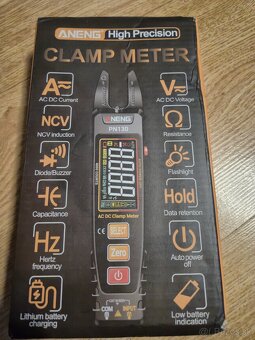 ANENG High Precision
CLAMP METER
A
AC DC Current
V
AC DC Voltage
NCV
NCV induction
Ω
Resistance
Diode/Buzzer
Flashlight
Capacitance
Hold
Data retention
Hz
Hertz
frequency
Auto power
off
Lithium battery
charging
Low battery
indication
ANENG
PN130
AC DC Clamp Meter
SELECT
Zero
COM
INPUT